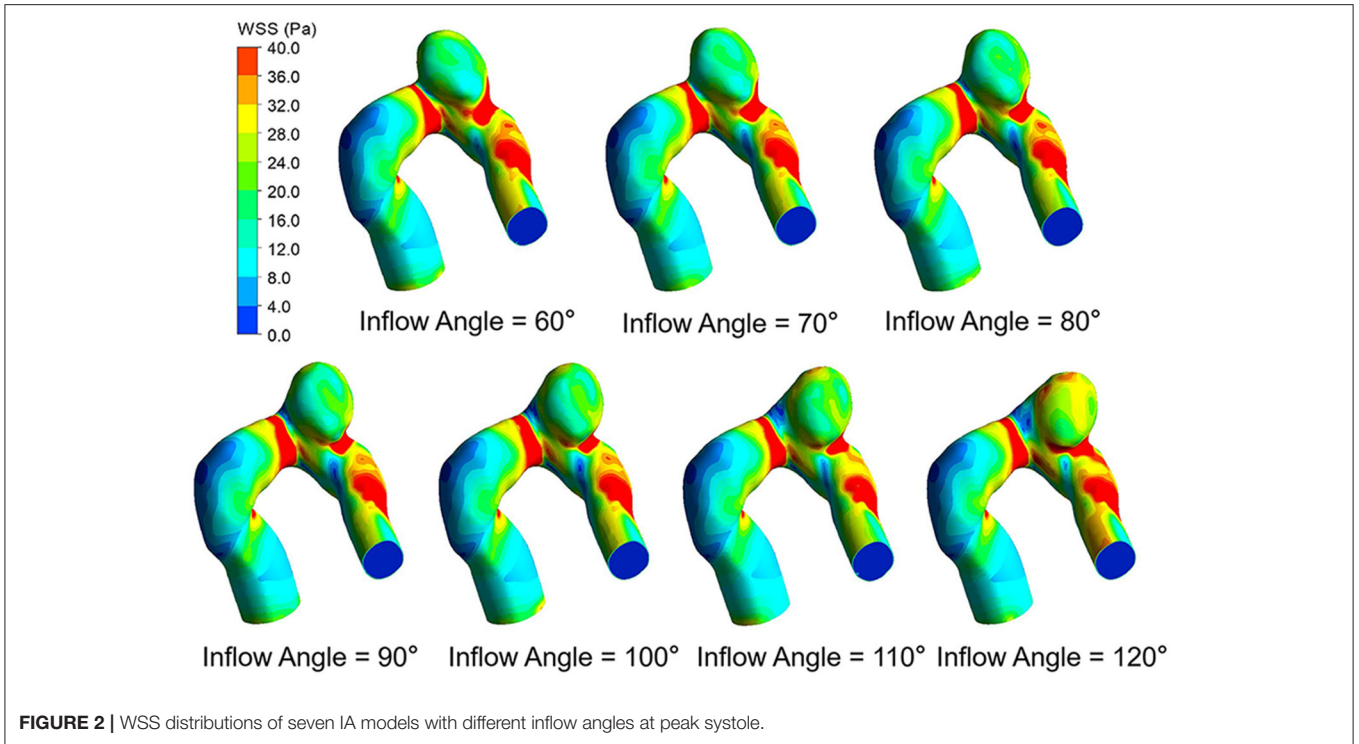 WSS (Pa)
40.0
36.0
32.0
28.0
24.0
20.0
16.0
12.0
8.0
4.0
0.0
Inflow Angle = 60°
Inflow Angle = 70°
Inflow Angle = 80°
Inflow Angle = 90°
Inflow Angle = 100°
Inflow Angle = 110°
Inflow Angle = 120°
FIGURE 2 | WSS distributions of seven IA models with different inflow angles at peak systole.